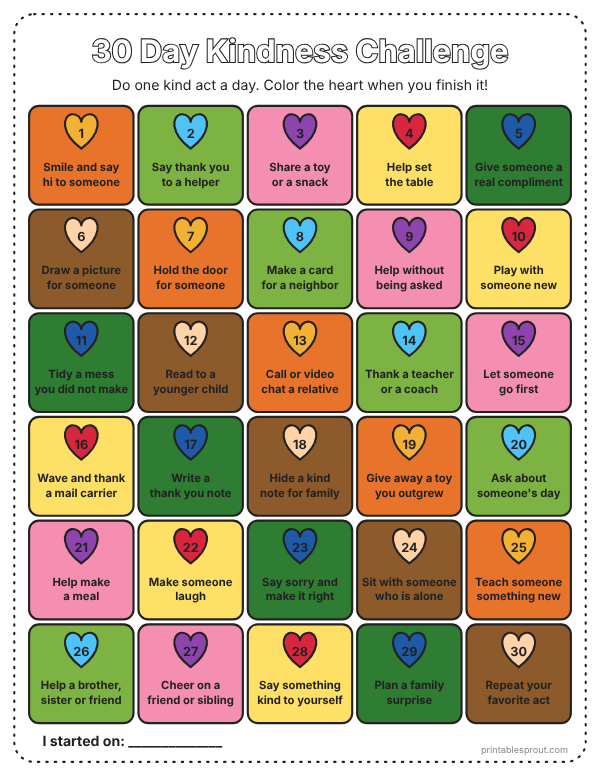 30 Day Kindness Challenge
Do one kind act a day. Color the heart when you finish it!
1
Smile and say
hi to someone
2
Say thank you
to a helper
3
Share a toy
or a snack
4
Help set
the table
5
Give someone a
real compliment
6
Draw a picture
for someone
7
Hold the door
for someone
8
Make a card
for a neighbor
9
Help without
being asked
10
Play with
someone new
11
Tidy a mess
you did not make
12
Read to a
younger child
13
Call or video
chat a relative
14
Thank a teacher
or a coach
15
Let someone
go first
16
Wave and thank
a mail carrier
17
Write a
thank you note
18
Hide a kind
note for family
19
Give away a toy
you outgrew
20
Ask about
someone's day
21
Help make
a meal
22
Make someone
laugh
23
Say sorry and
make it right
24
Sit with someone
who is alone
25
Teach someone
something new
26
Help a brother,
sister or friend
27
Cheer on a
friend or sibling
28
Say something
kind to yourself
29
Plan a family
surprise
30
Repeat your
favorite act
I started on: ______________
printablesprout.com